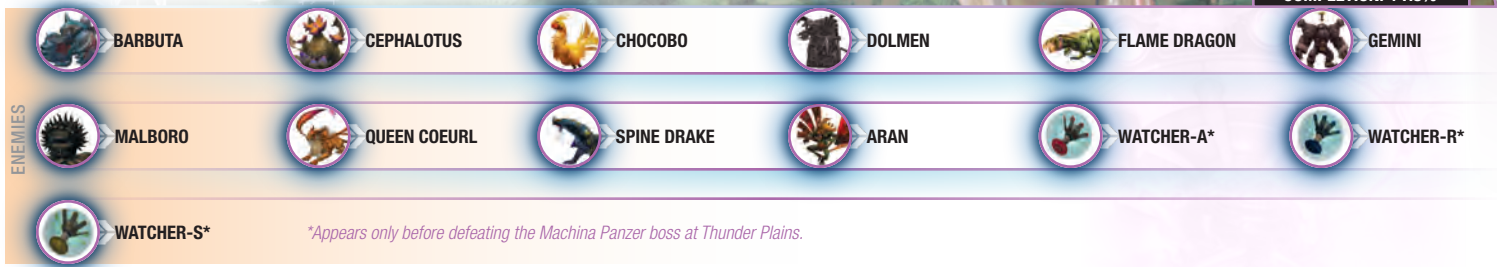 BARBUTA
CEPHALOTUS
CHOCOBO
DOLMEN
FLAME DRAGON
GEMINI
ENEMIES
MALBORO
QUEEN COEURL
SPINE DRAKE
ARAN
WATCHER-A*
WATCHER-R*
WATCHER-S*
*Appears only before defeating the Machina Panzer boss at Thunder Plains.